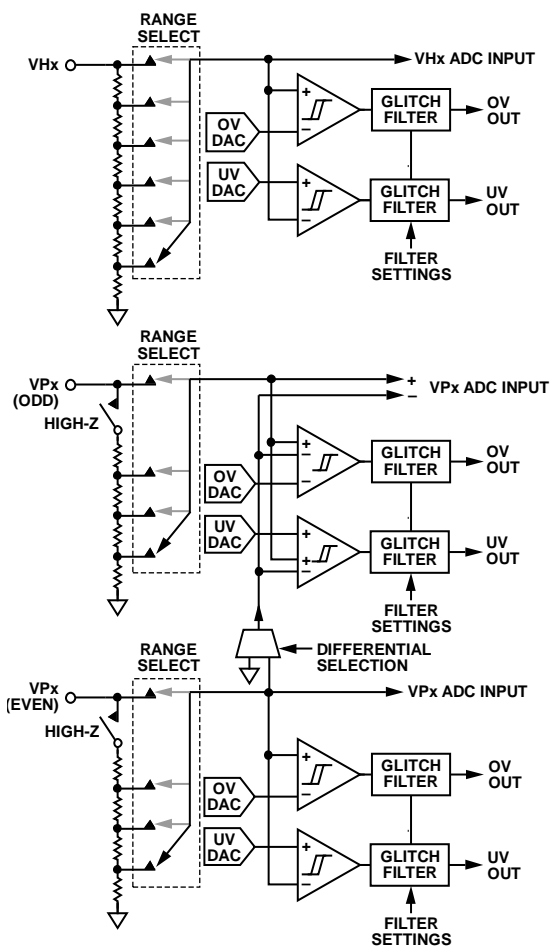 RANGE
SELECT
VHx
VHx ADC INPUT
+
−
OV
DAC
GLITCH
FILTER
OV
OUT
UV
DAC
+
−
GLITCH
FILTER
UV
OUT
FILTER
SETTINGS
RANGE
SELECT
VPx
(ODD)
HIGH-Z
+
−
VPx ADC INPUT
+
−
−
OV
DAC
GLITCH
FILTER
OV
OUT
UV
DAC
+
+
−
GLITCH
FILTER
UV
OUT
FILTER
SETTINGS
DIFFERENTIAL
SELECTION
RANGE
SELECT
VPx
(EVEN)
HIGH-Z
VPx ADC INPUT
+
−
OV
DAC
GLITCH
FILTER
OV
OUT
UV
DAC
+
−
GLITCH
FILTER
UV
OUT
FILTER
SETTINGS